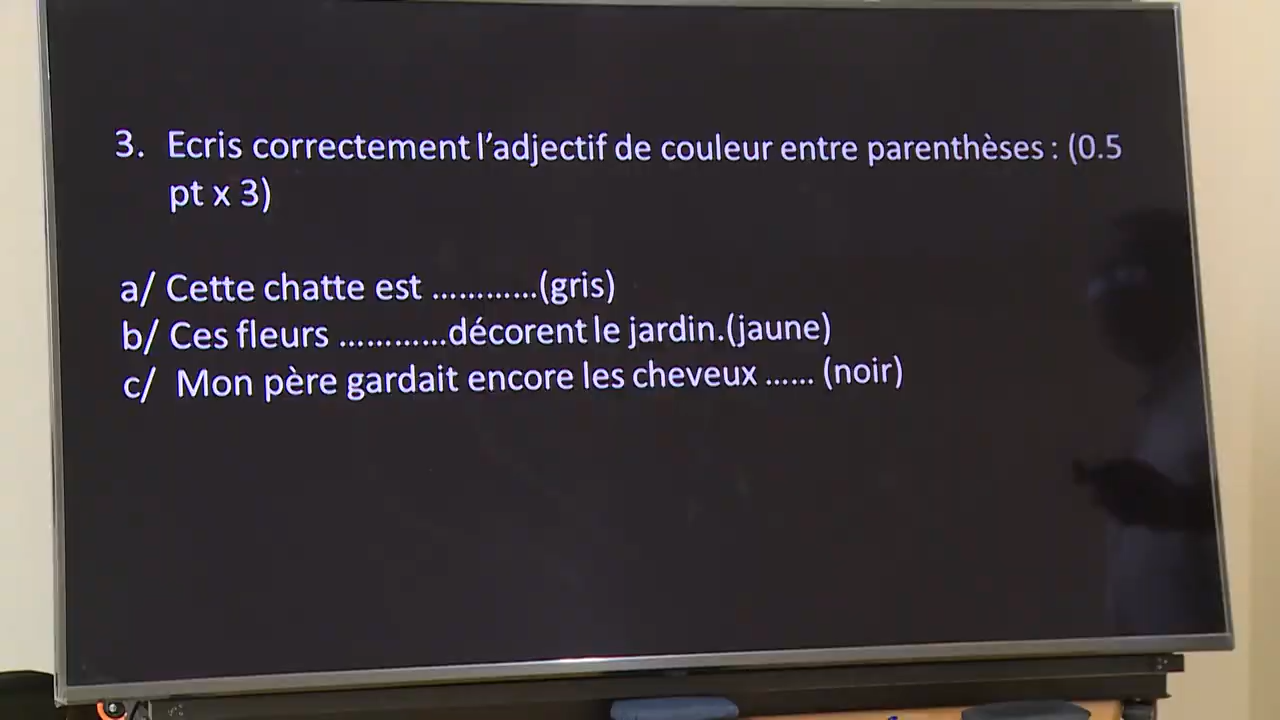 3. Ecris correctement l'adjectif de couleur entre parenthèses : (0.5
pt x 3)
a/ Cette chatte est ............(gris)
b/ Ces fleurs ............décorent le jardin.(jaune)
c/ Mon père gardait encore les cheveux ...... (noir)